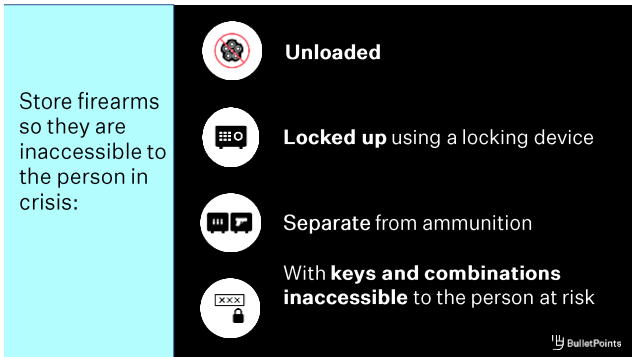 Store firearms
so they are
inaccessible to
the person in
crisis:
Unloaded
Locked up using a locking device
Separate from ammunition
With keys and combinations
inaccessible to the person at risk
xxx
BulletPoints